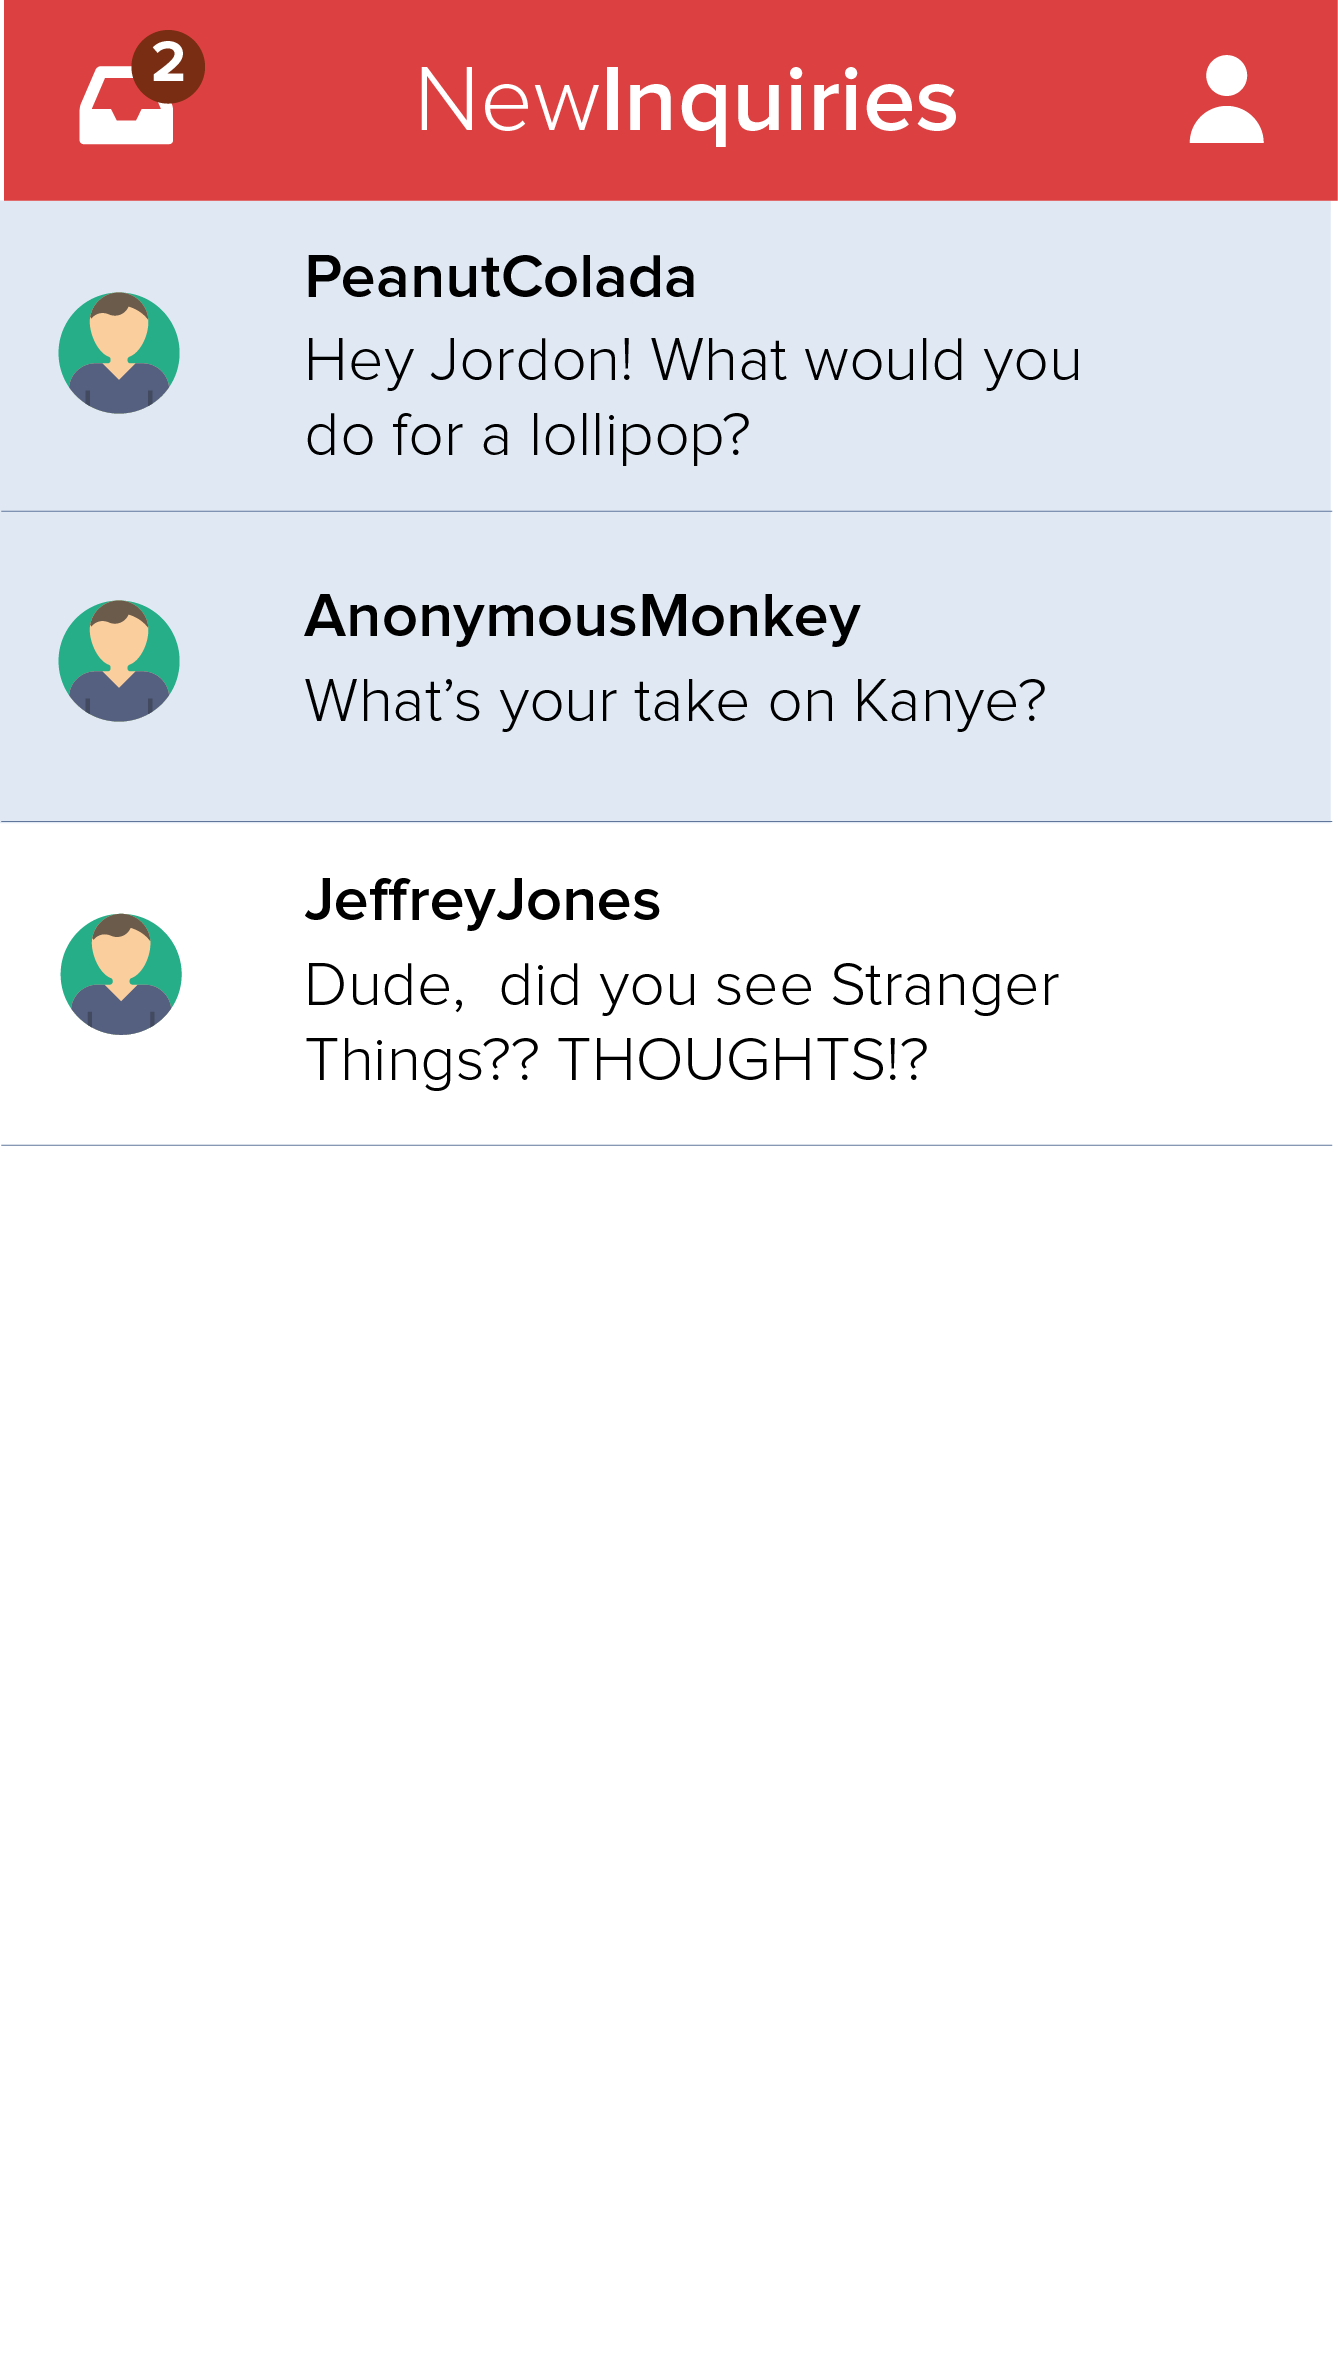 2
NewInquiries
PeanutColada
Hey Jordon! What would you
do for a lollipop?
AnonymousMonkey
What’s your take on Kanye?
JeffreyJones
Dude,  did you see Stranger
Things?? THOUGHTS!?